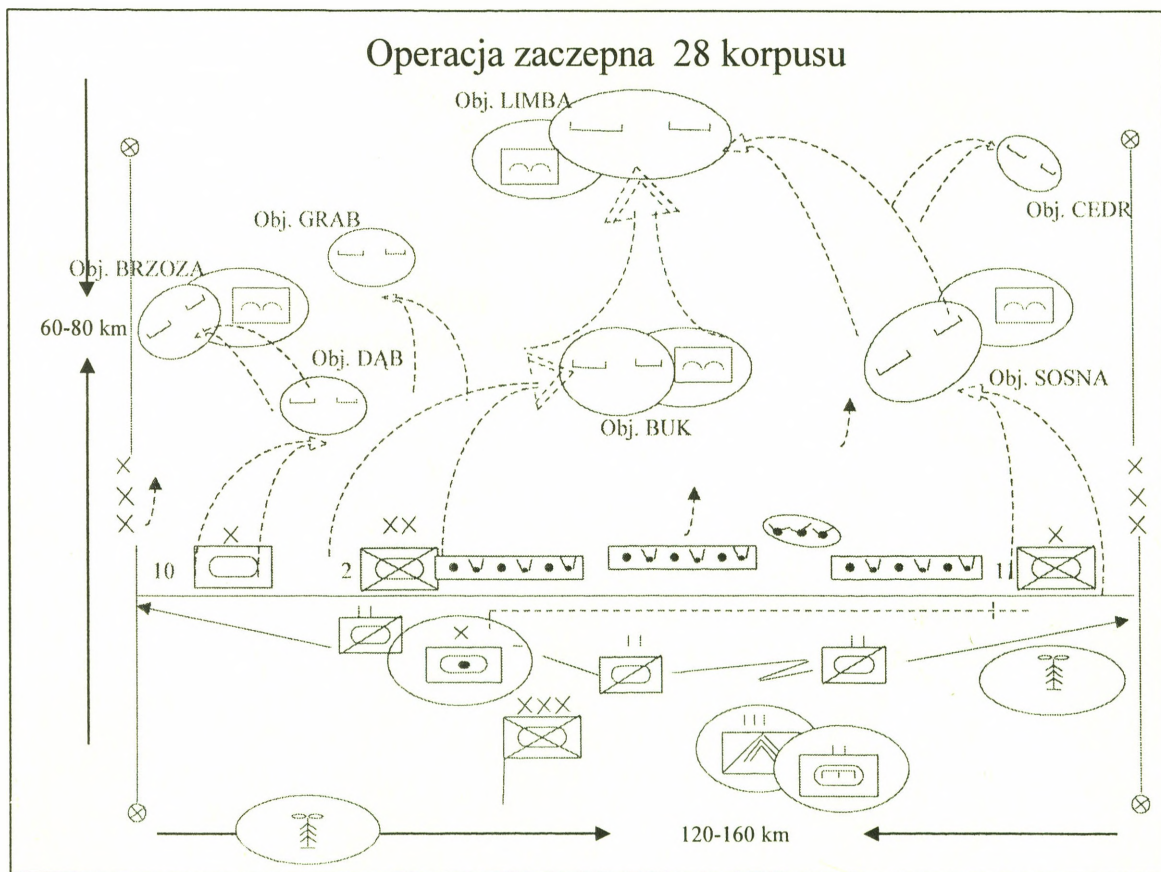 Operacja zaczepna 28 korpusu
Obj. LIMBA
Obj. CEDR
Obj. GRAB
Obj. BRZOZA
60-80 km
Obj. DĄB
Obj. SOSNA
Obj. BUK
10
2
11
120-160 km